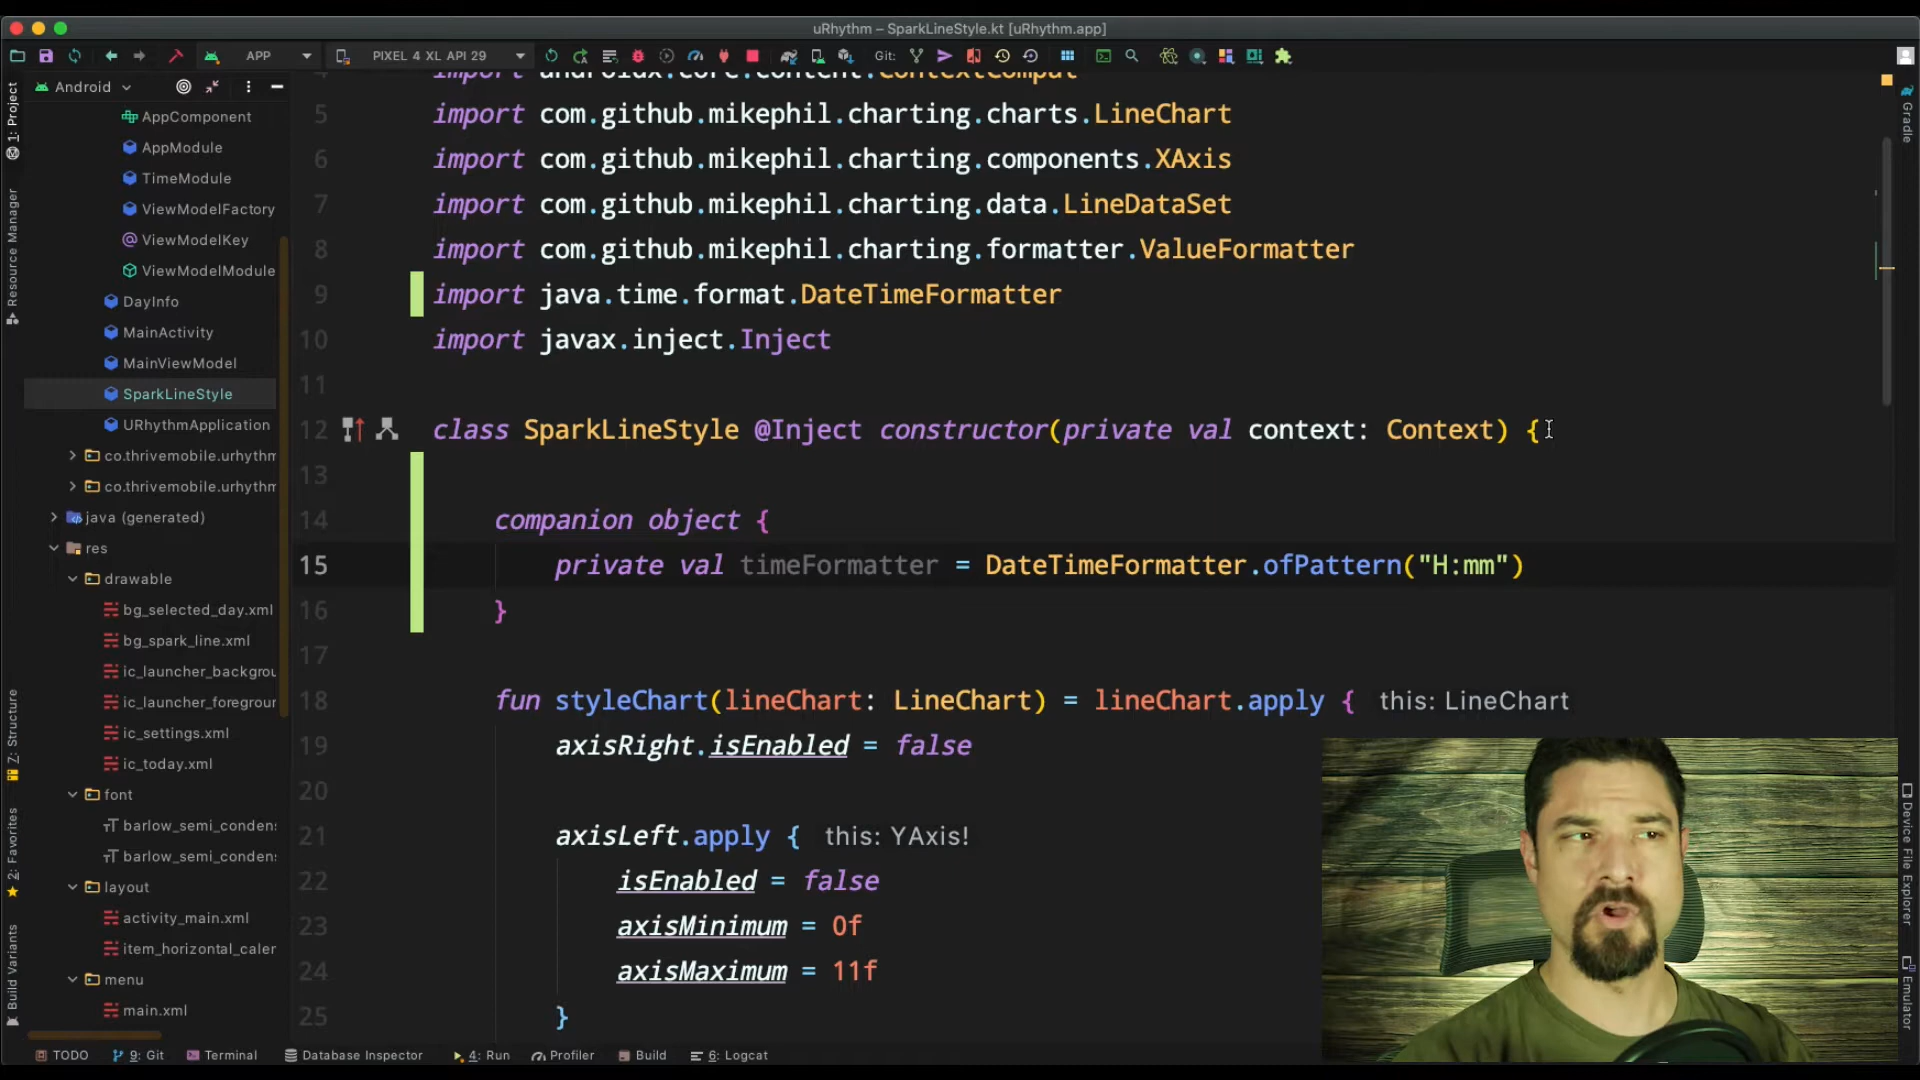 uRhythm – SparkLineStyle.kt [uRhythm.app]
APP
PIXEL 4 XL API 29
Git:
Android
AppComponent
AppModule
TimeModule
ViewModelFactory
ViewModelKey
ViewModelModule
DayInfo
MainActivity
MainViewModel
SparkLineStyle
URhythmApplication
co.thrivemobile.urhythm
co.thrivemobile.urhythm
java (generated)
res
drawable
bg_selected_day.xml
bg_spark_line.xml
ic_launcher_backgrou
ic_launcher_foregroun
ic_settings.xml
ic_today.xml
font
barlow_semi_conden
barlow_semi_conden
layout
activity_main.xml
item_horizontal_calen
menu
main.xml
1: Project
Resource Manager
Z: Structure
2: Favorites
Build Variants
4 import androidx.core.content.ContextCompat
5 import com.github.mikephil.charting.charts.LineChart
6 import com.github.mikephil.charting.components.XAxis
7 import com.github.mikephil.charting.data.LineDataSet
8 import com.github.mikephil.charting.formatter.ValueFormatter
9 import java.time.format.DateTimeFormatter
10 import javax.inject.Inject
11
12 class SparkLineStyle @Inject constructor(private val context: Context) {
13
14 companion object {
15 private val timeFormatter = DateTimeFormatter.ofPattern("H:mm")
16 }
17
18 fun styleChart(lineChart: LineChart) = lineChart.apply { this: LineChart
19 axisRight.isEnabled = false
20
21 axisLeft.apply { this: YAxis!
22 isEnabled = false
23 axisMinimum = 0f
24 axisMaximum = 11f
25 }
Gradle
Device File Explorer
Emulator
TODO
9: Git
Terminal
Database Inspector
4: Run
Profiler
Build
6: Logcat